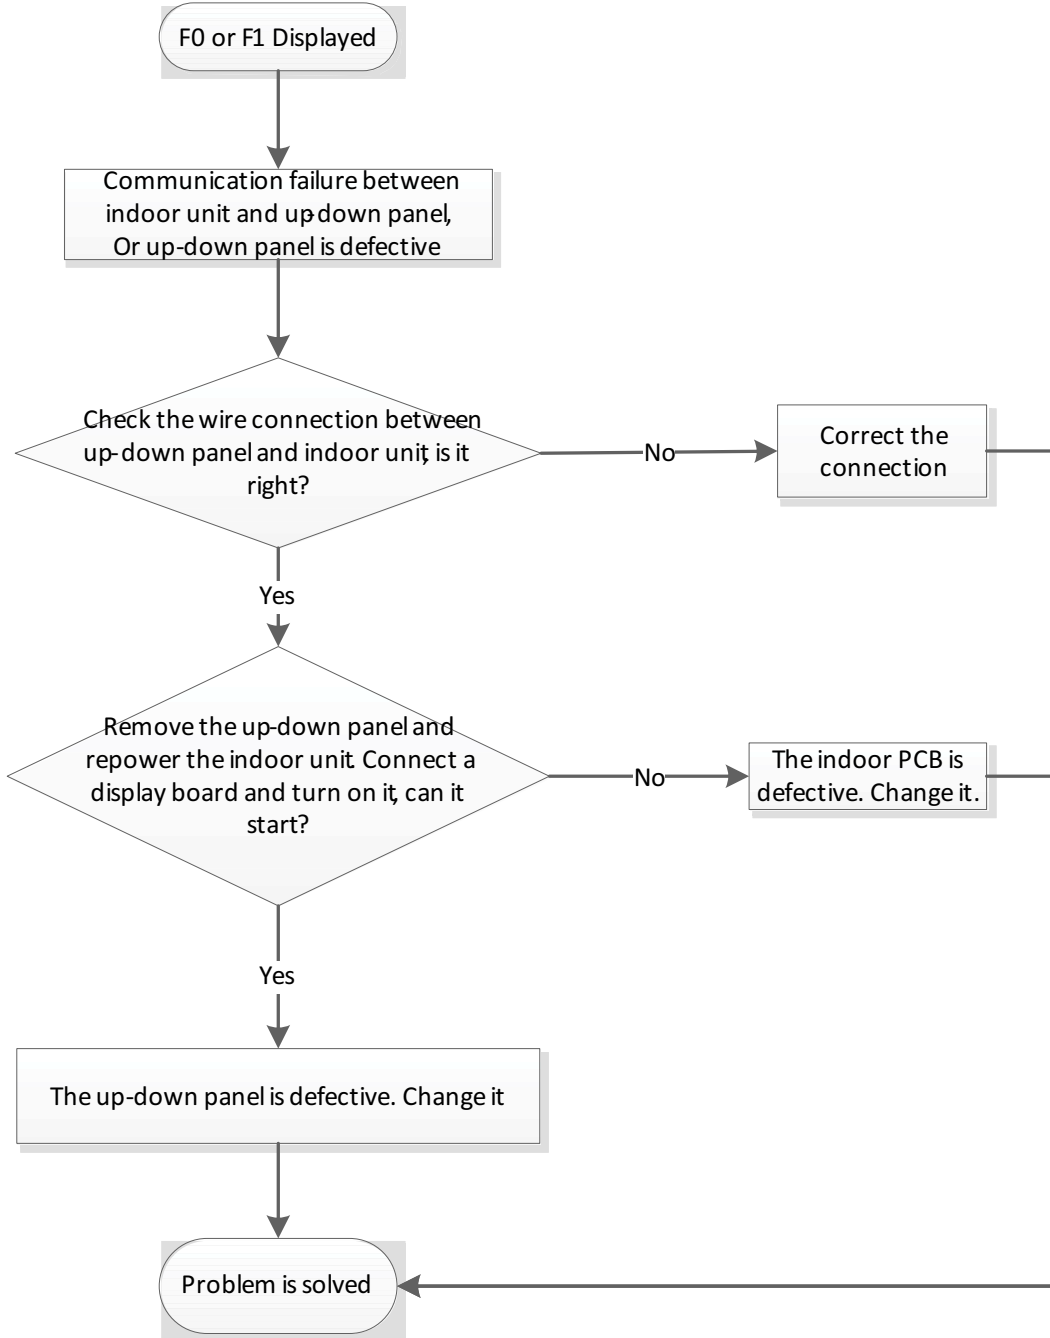 F0 or F1 Displayed
Communication failure between
indoor unit and up-down panel,
Or up-down panel is defective
Check the wire connection between
up-down panel and indoor unit, is it
right?
No
Correct the
connection
Yes
Remove the up-down panel and
repower the indoor unit. Connect a
display board and turn on it, can it
start?
No
The indoor PCB is
defective. Change it.
Yes
The up-down panel is defective. Change it
Problem is solved